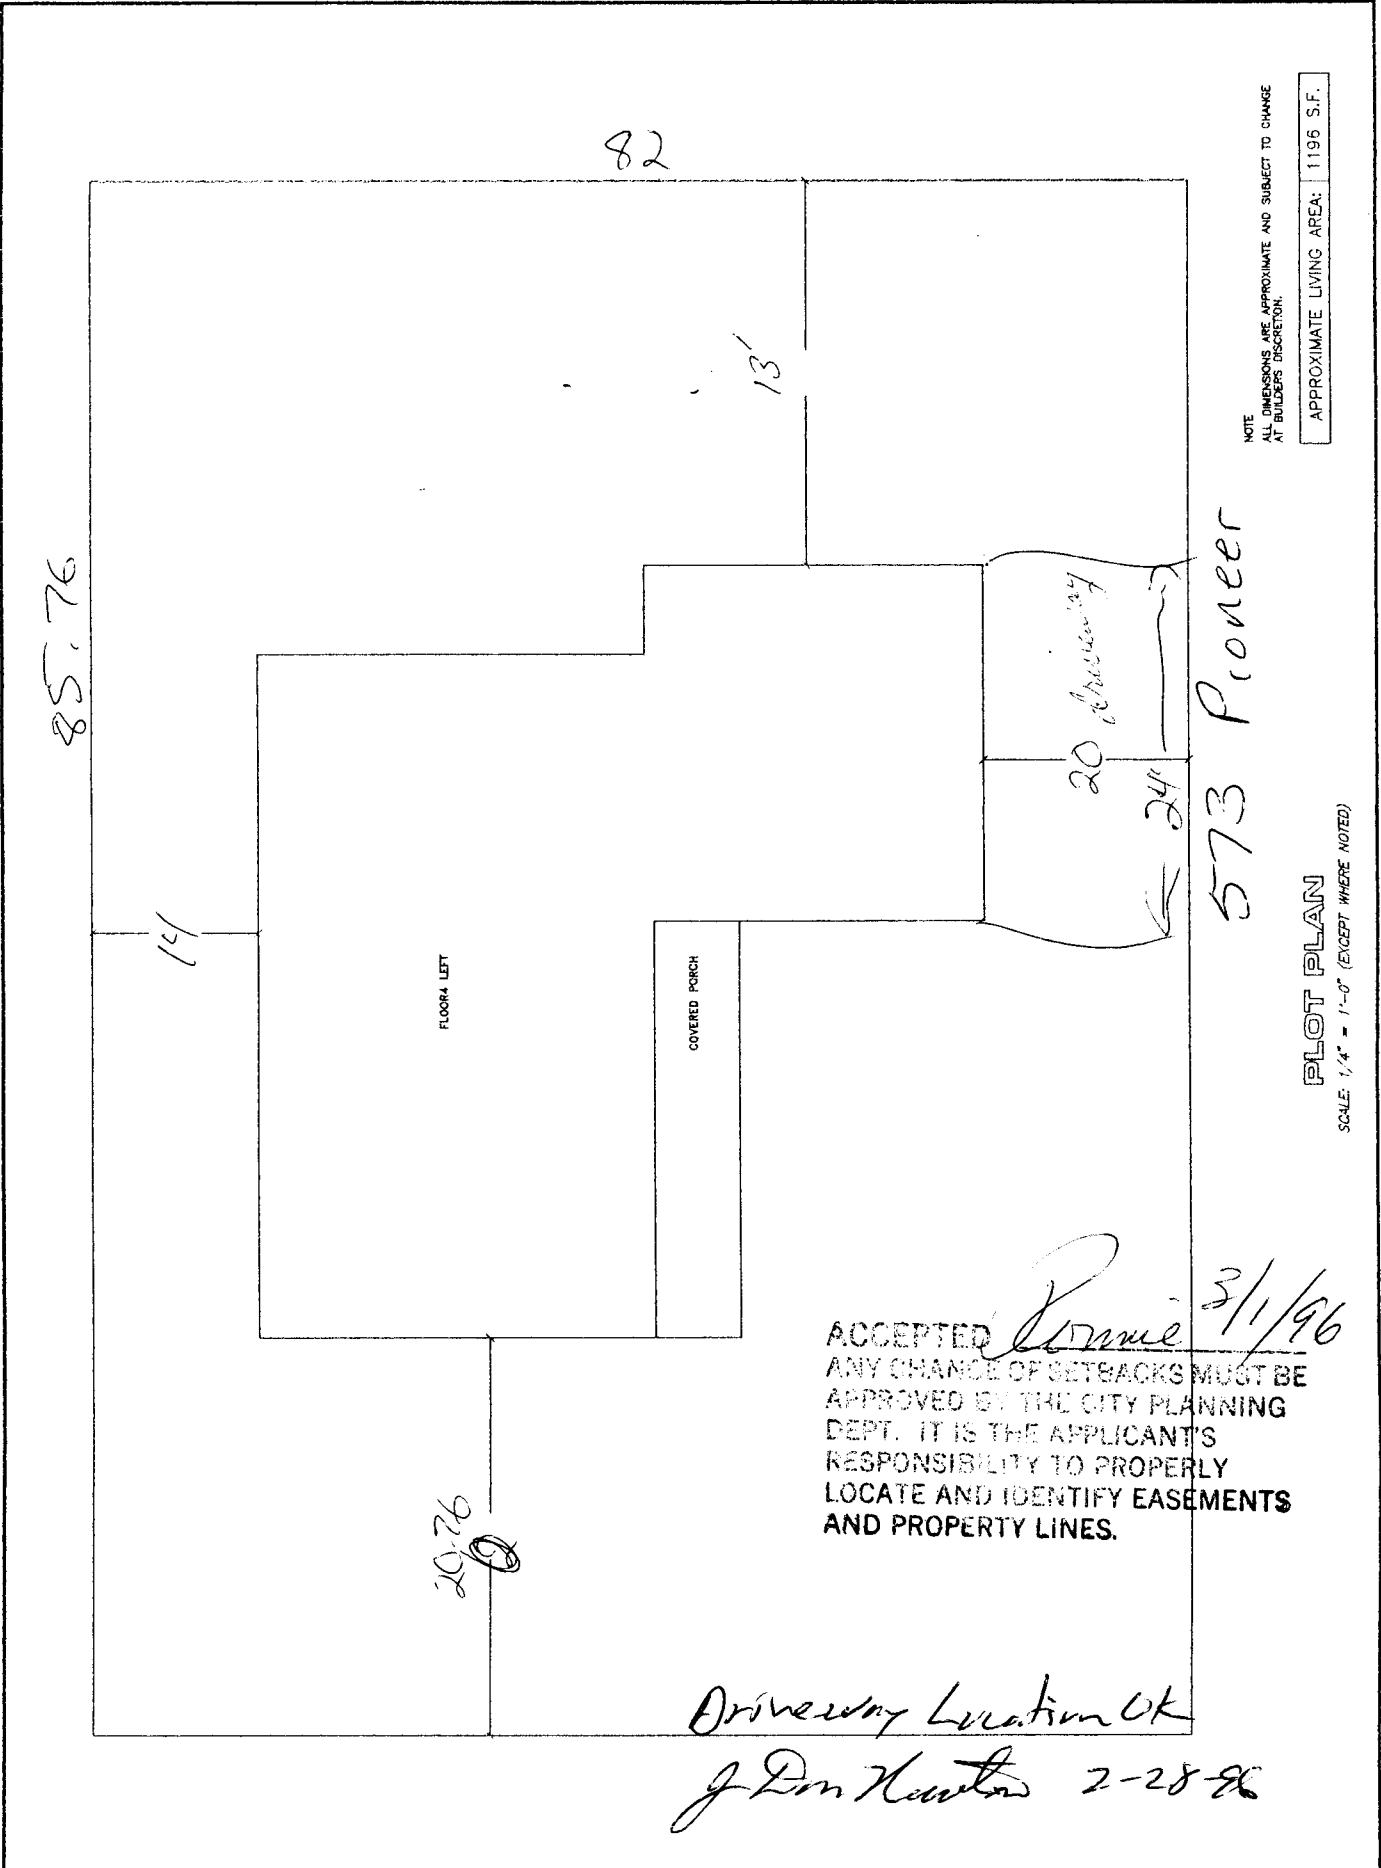 82
85.76
14
13'
FLOOR4 LEFT
COVERED PORCH
20 driveway
24'
573 Pioneer
20.76
NOTE
ALL DIMENSIONS ARE APPROXIMATE AND SUBJECT TO CHANGE
AT BUILDERS DISCRETION.
APPROXIMATE LIVING AREA: 1196 S.F.
PLOT PLAN
SCALE: 1/4" = 1'-0" (EXCEPT WHERE NOTED)
ACCEPTED Ronnie 3/1/96
ANY CHANGE OF SETBACKS MUST BE
APPROVED BY THE CITY PLANNING
DEPT. IT IS THE APPLICANT'S
RESPONSIBILITY TO PROPERLY
LOCATE AND IDENTIFY EASEMENTS
AND PROPERTY LINES.
Driveway Location OK
J Don Newton 2-28-96